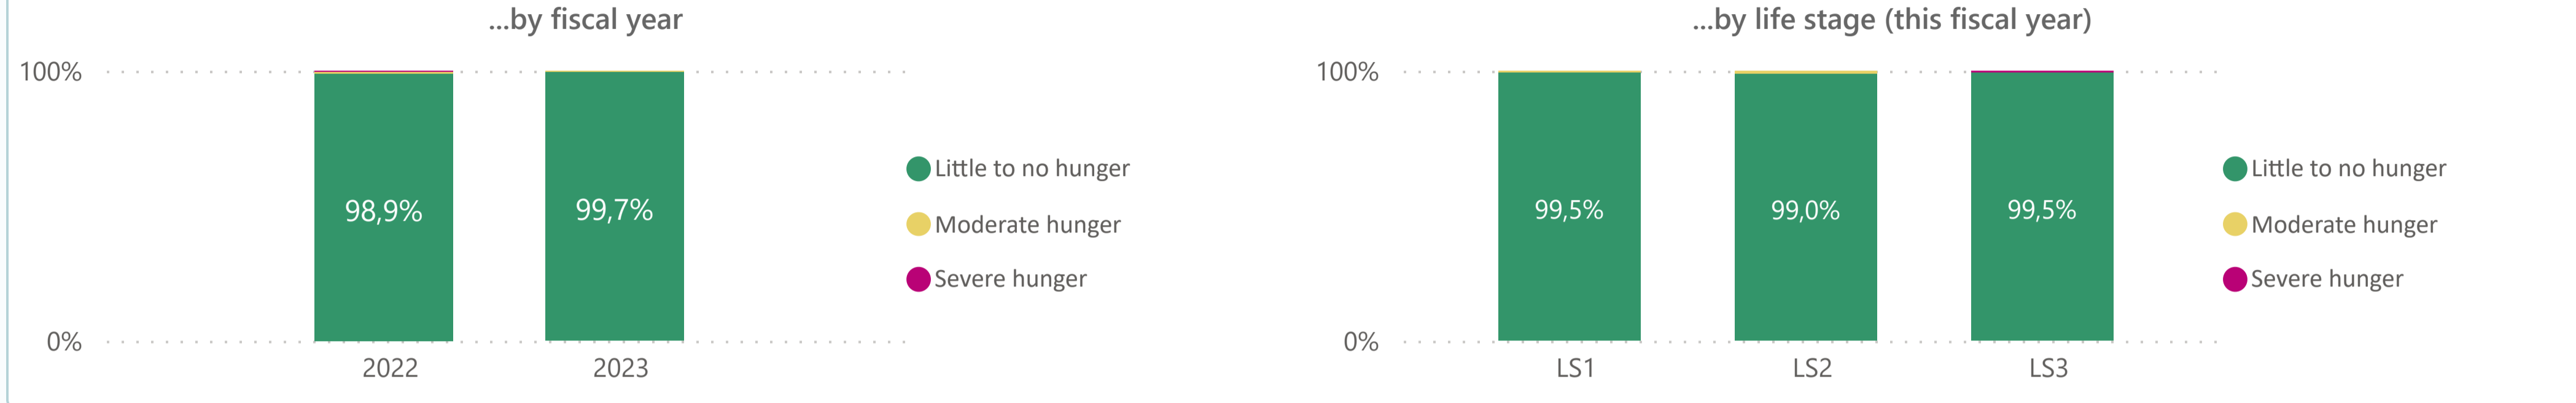 ...by fiscal year
100%
98,9%
99,7%
0%
2022
2023
Little to no hunger
Moderate hunger
Severe hunger
...by life stage (this fiscal year)
100%
99,5%
99,0%
99,5%
0%
LS1
LS2
LS3
Little to no hunger
Moderate hunger
Severe hunger